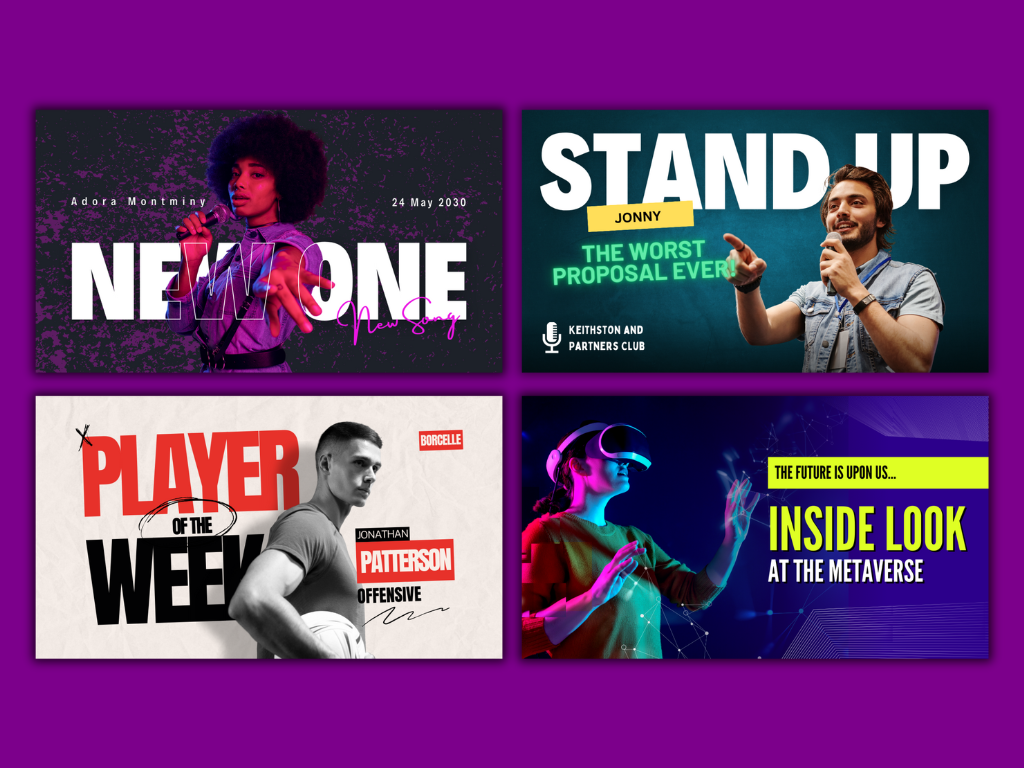 Adora Montminy
24 May 2030
NEW ONE
New Song
STAND UP
JONNY
THE WORST
PROPOSAL EVER!
KEITHSTON AND
PARTNERS CLUB
X
PLAYER
OF THE
WEEK
BORCELLE
JONATHAN
PATTERSON
OFFENSIVE
THE FUTURE IS UPON US...
INSIDE LOOK
AT THE METAVERSE